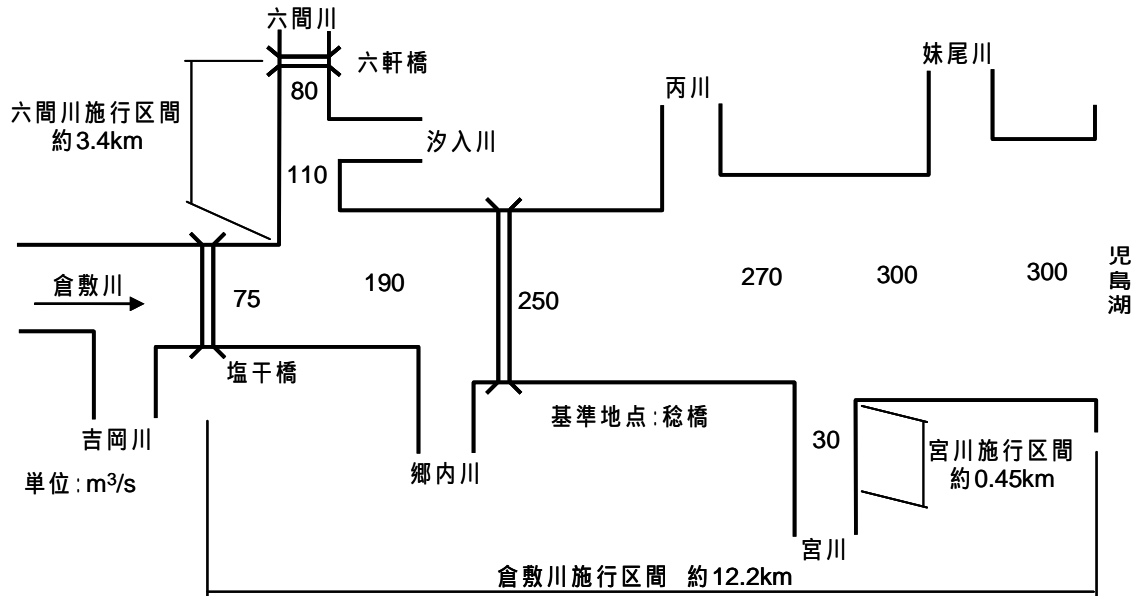 六間川
六軒橋
80
六間川施行区間
約3.4km
汐入川
110
丙川
妹尾川
倉敷川
75
190
250
270
300
300
児島湖
塩干橋
吉岡川
単位:m³/s
郷内川
基準地点:稔橋
30
宮川施行区間
約0.45km
宮川
倉敷川施行区間 約12.2km